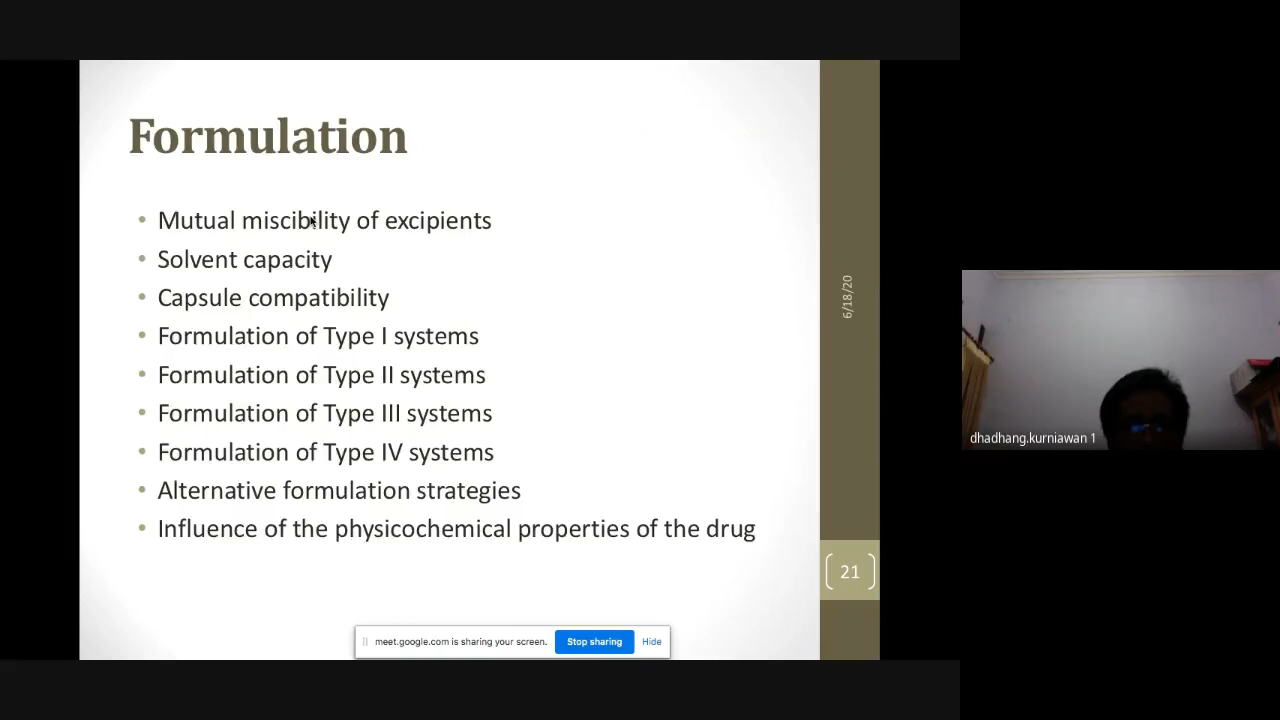 Formulation
• Mutual miscibility of excipients
• Solvent capacity
• Capsule compatibility
• Formulation of Type I systems
• Formulation of Type II systems
• Formulation of Type III systems
• Formulation of Type IV systems
• Alternative formulation strategies
• Influence of the physicochemical properties of the drug
6/18/20
21
meet.google.com is sharing your screen.
Stop sharing
Hide
dhadhang.kurniawan 1